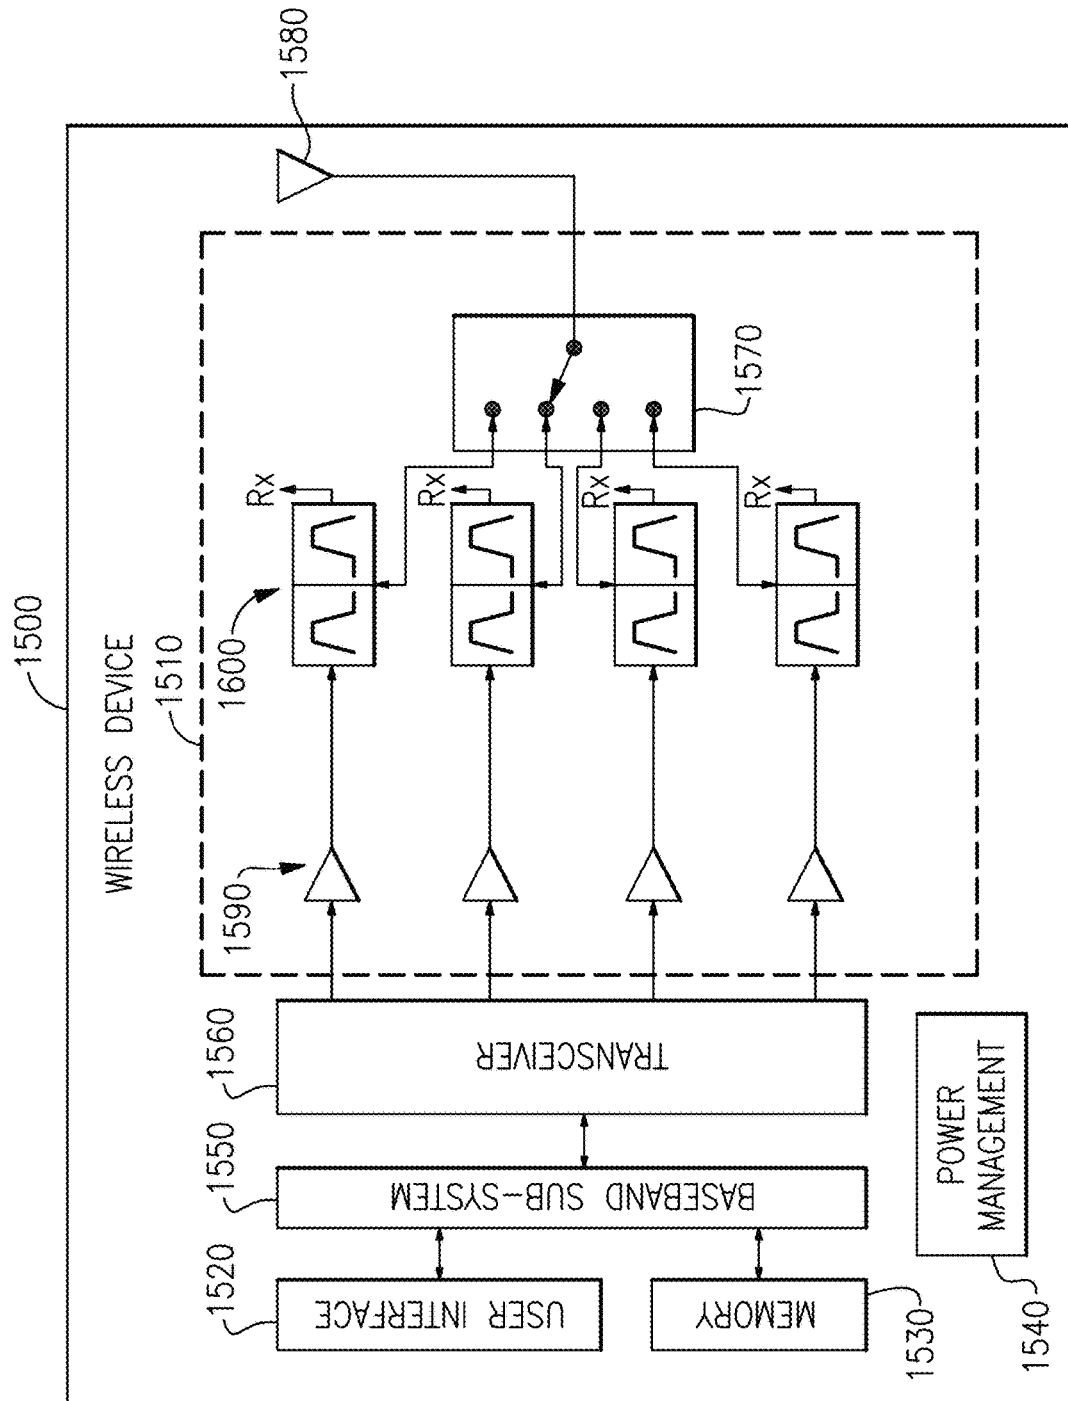 1500
WIRELESS DEVICE
1510
1580
1590
1600
Rx
Rx
Rx
Rx
1570
1560
TRANSCEIVER
1550
BASEBAND SUB-SYSTEM
1520
USER INTERFACE
MEMORY
1530
POWER
MANAGEMENT
1540